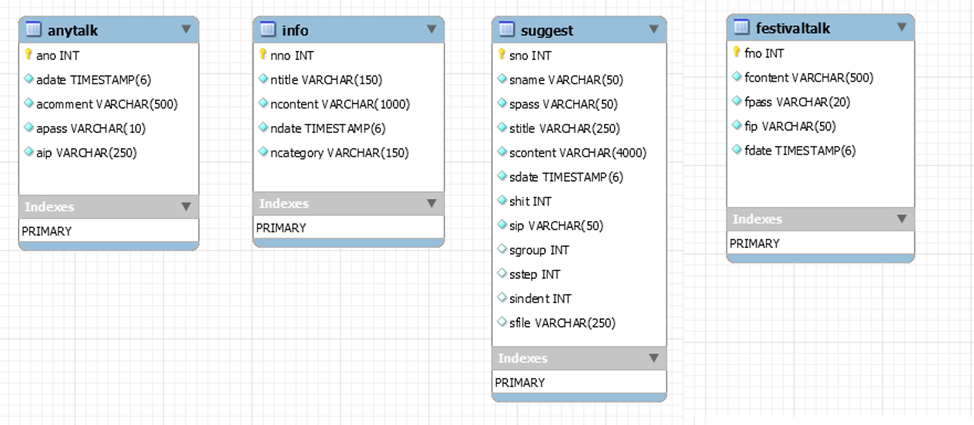 anytalk
ano INT
adate TIMESTAMP(6)
acomment VARCHAR(500)
apass VARCHAR(10)
aip VARCHAR(250)
Indexes
PRIMARY
info
nno INT
ntitle VARCHAR(150)
ncontent VARCHAR(1000)
ndate TIMESTAMP(6)
ncategory VARCHAR(150)
Indexes
PRIMARY
suggest
sno INT
sname VARCHAR(50)
spass VARCHAR(50)
stitle VARCHAR(250)
scontent VARCHAR(4000)
sdate TIMESTAMP(6)
shit INT
sip VARCHAR(50)
sgroup INT
sstep INT
sindent INT
sfile VARCHAR(250)
Indexes
PRIMARY
festivaltalk
fno INT
fcontent VARCHAR(500)
fpass VARCHAR(20)
fip VARCHAR(50)
fdate TIMESTAMP(6)
Indexes
PRIMARY